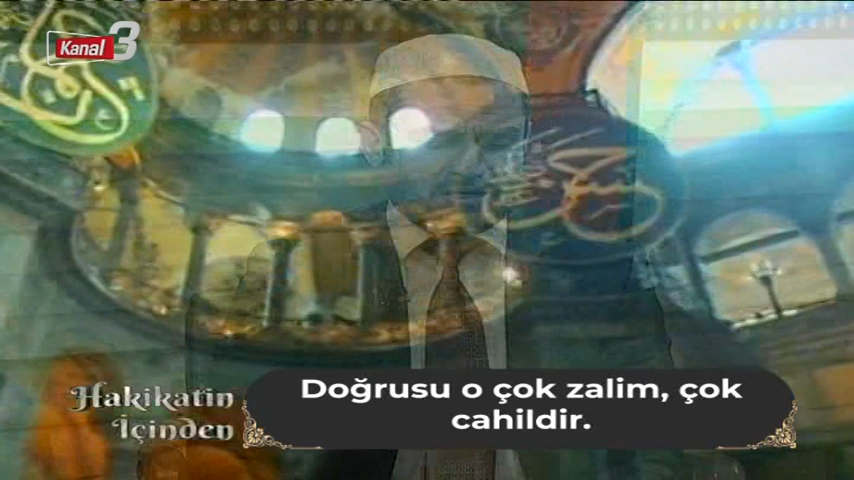 Kanal 3
Hakikatin
İçinden
Doğrusu o çok zalim, çok
cahildir.